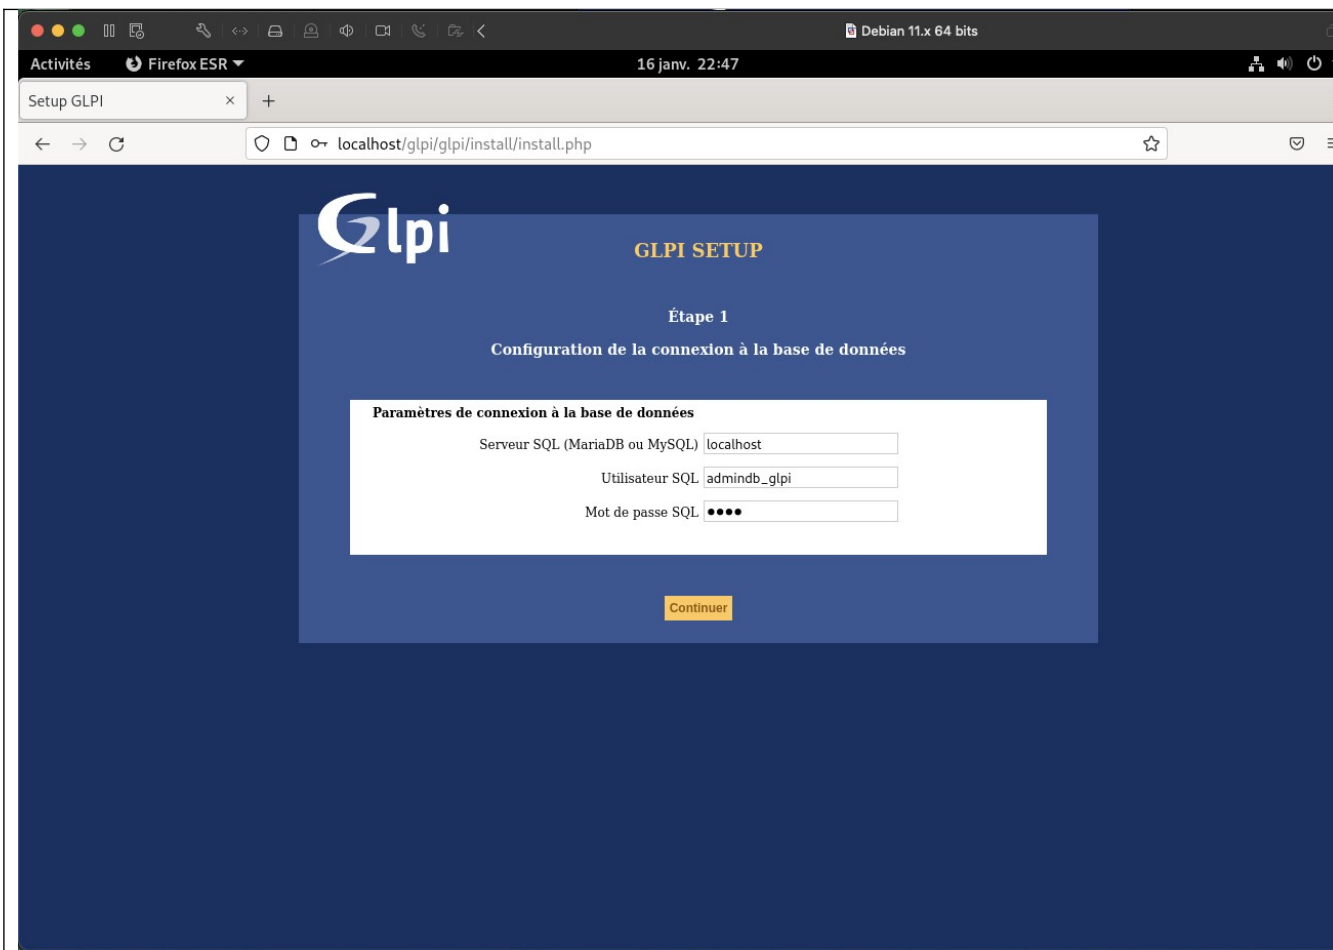 Debian 11.x 64 bits
Activités Firefox ESR 16 janv. 22:47
Setup GLPI
localhost/glpi/glpi/install/install.php
Glpi
GLPI SETUP
Étape 1
Configuration de la connexion à la base de données
Paramètres de connexion à la base de données
Serveur SQL (MariaDB ou MySQL) localhost
Utilisateur SQL admindb_glpi
Mot de passe SQL ••••
Continuer